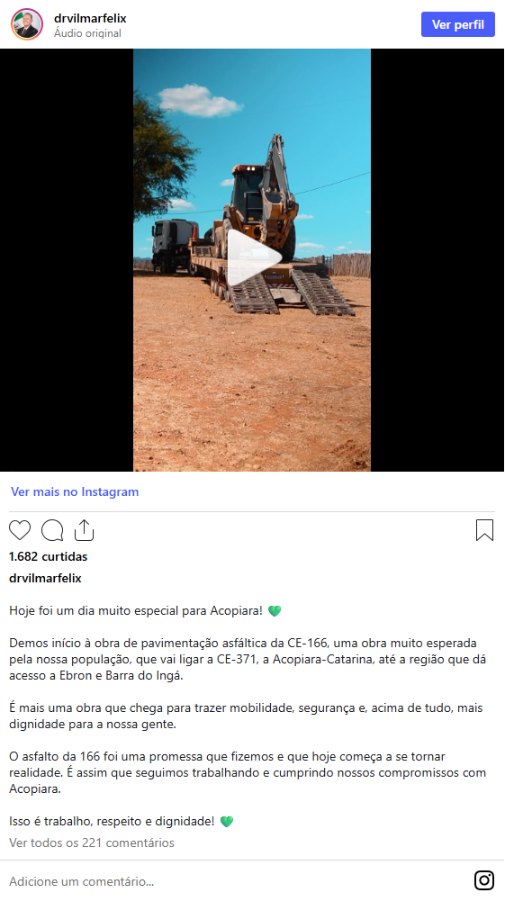 drvilmarfelix
Áudio original
Ver perfil
Ver mais no Instagram
1.682 curtidas
drvilmarfelix
Hoje foi um dia muito especial para Acopiara! 💚
Demos início à obra de pavimentação asfáltica da CE-166, uma obra muito esperada
pela nossa população, que vai ligar a CE-371, a Acopiara-Catarina, até a região que dá
acesso a Ebron e Barra do Ingá.
É mais uma obra que chega para trazer mobilidade, segurança e, acima de tudo, mais
dignidade para a nossa gente.
O asfalto da 166 foi uma promessa que fizemos e que hoje começa a se tornar
realidade. É assim que seguimos trabalhando e cumprindo nossos compromissos com
Acopiara.
Isso é trabalho, respeito e dignidade! 💚
Ver todos os 221 comentários
Adicione um comentário...